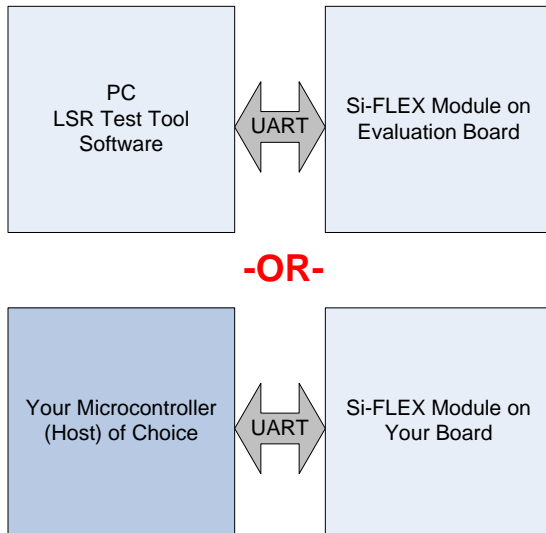 PC
LSR Test Tool
Software
UART
Si-FLEX Module on
Evaluation Board
-OR-
Your Microcontroller
(Host) of Choice
UART
Si-FLEX Module on
Your Board